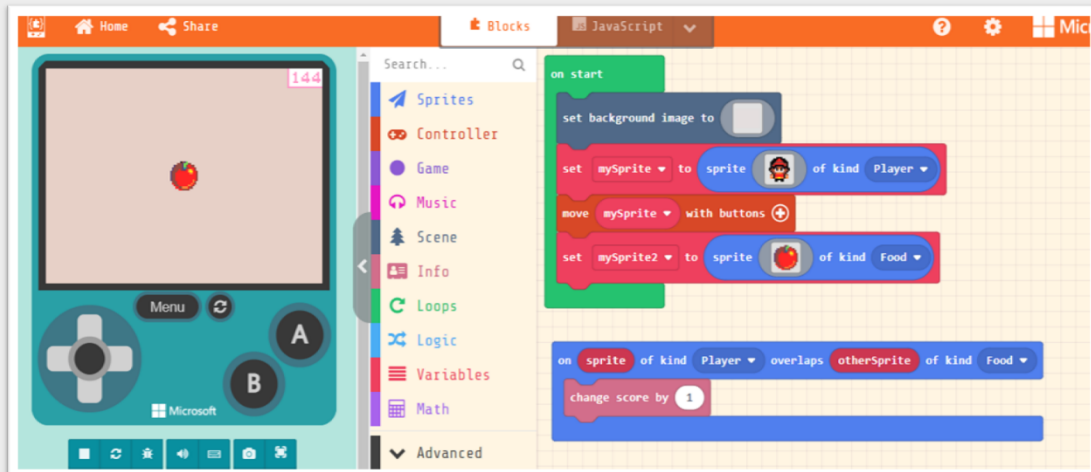 Home
Share
Blocks
JavaScript
Mic
144
Menu
A
B
Microsoft
Search...
Sprites
Controller
Game
Music
Scene
Info
Loops
Logic
Variables
Math
Advanced
on start
set background image to
set mySprite to sprite of kind Player
move mySprite with buttons
set mySprite2 to sprite of kind Food
on sprite of kind Player overlaps otherSprite of kind Food
change score by 1